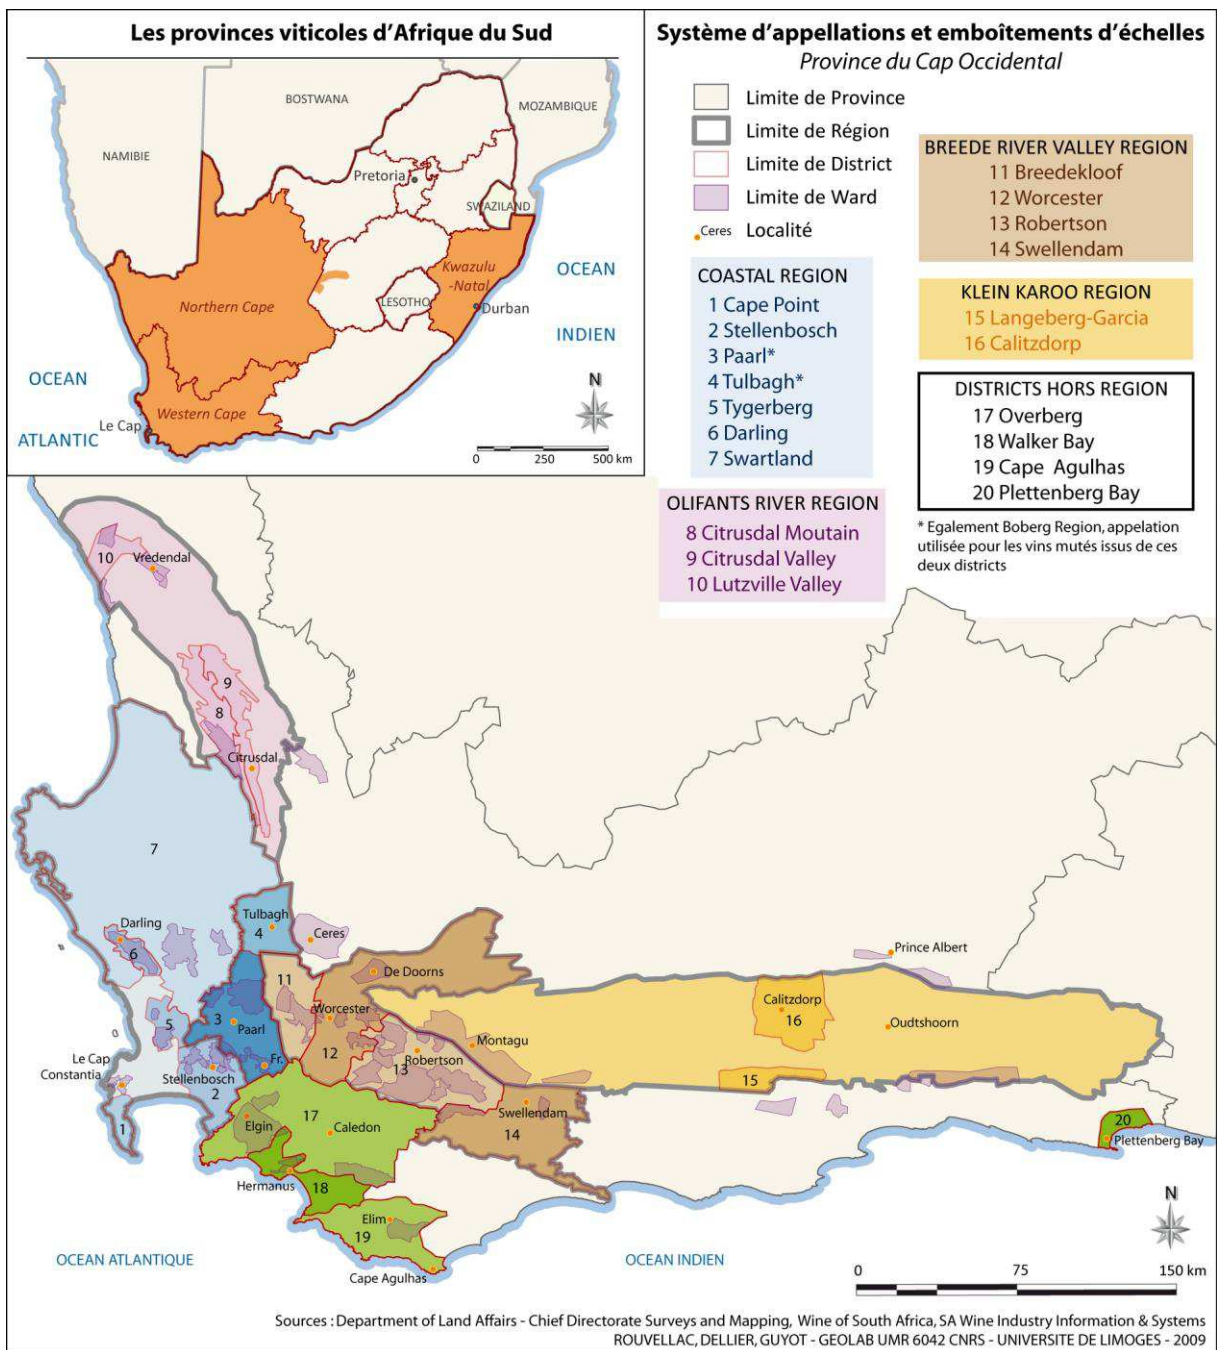 Les provinces viticoles d'Afrique du Sud
BOSTWANA
MOZAMBIQUE
NAMIBIE
Pretoria
SWAZILAND
OCEAN
INDIEN
Kwazulu
-Natal
LESOTHO
Durban
Northern Cape
OCEAN
ATLANTIC
Western Cape
Le Cap
N
0 250 500 km
Système d'appellations et emboîtements d'échelles
Province du Cap Occidental
Limite de Province
Limite de Région
Limite de District
Limite de Ward
Ceres Localité
COASTAL REGION
1 Cape Point
2 Stellenbosch
3 Paarl*
4 Tulbagh*
5 Tygerberg
6 Darling
7 Swartland
OLIFANTS RIVER REGION
8 Citrusdal Moutain
9 Citrusdal Valley
10 Lutzville Valley
BREEDE RIVER VALLEY REGION
11 Breedekloof
12 Worcester
13 Robertson
14 Swellendam
KLEIN KAROO REGION
15 Langeberg-Garcia
16 Calitzdorp
DISTRICTS HORS REGION
17 Overberg
18 Walker Bay
19 Cape Agulhas
20 Plettenberg Bay
* Egalement Boberg Region, appelation
utilisée pour les vins mutés issus de ces
deux districts
10
Vredendal
9
8
Citrusdal
7
Tulbagh
4
Ceres
Darling
6
De Doorns
Prince Albert
11
Worcester
Calitzdorp
16
Oudtshoorn
5
3
Paarl
12
Montagu
Robertson
13
Le Cap
Constantia
Fr.
Stellenbosch
2
15
Swellendam
14
17
Elgin
Caledon
1
20
Plettenberg Bay
Hermanus
18
Elim
19
Cape Agulhas
OCEAN ATLANTIQUE
OCEAN INDIEN
N
0 75 150 km
Sources : Department of Land Affairs - Chief Directorate Surveys and Mapping, Wine of South Africa, SA Wine Industry Information & Systems
ROUVELLAC, DELLIER, GUYOT - GEOLAB UMR 6042 CNRS - UNIVERSITE DE LIMOGES - 2009